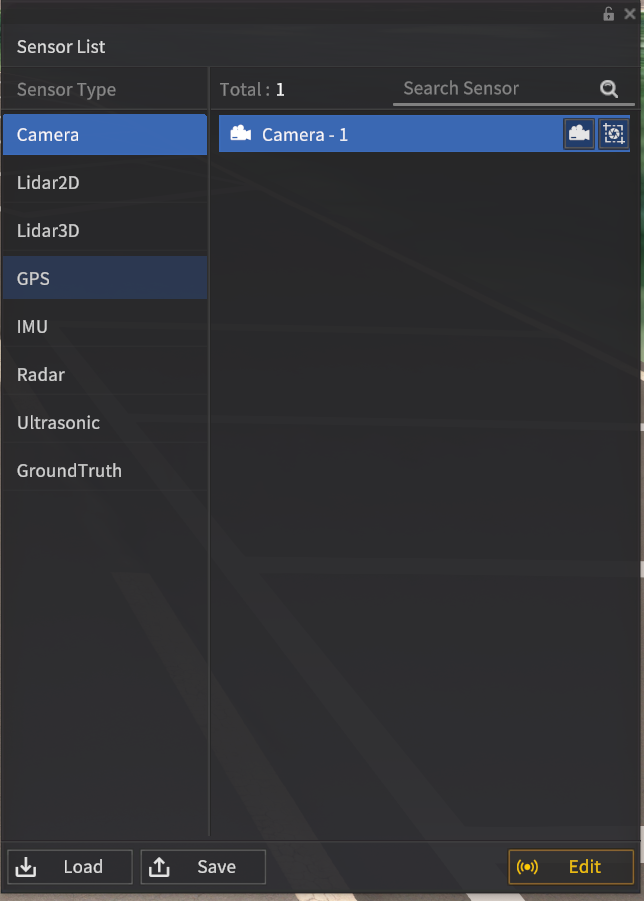 Sensor List
Sensor Type
Total : 1
Search Sensor
Camera
Camera - 1
Lidar2D
Lidar3D
GPS
IMU
Radar
Ultrasonic
GroundTruth
Load
Save
Edit